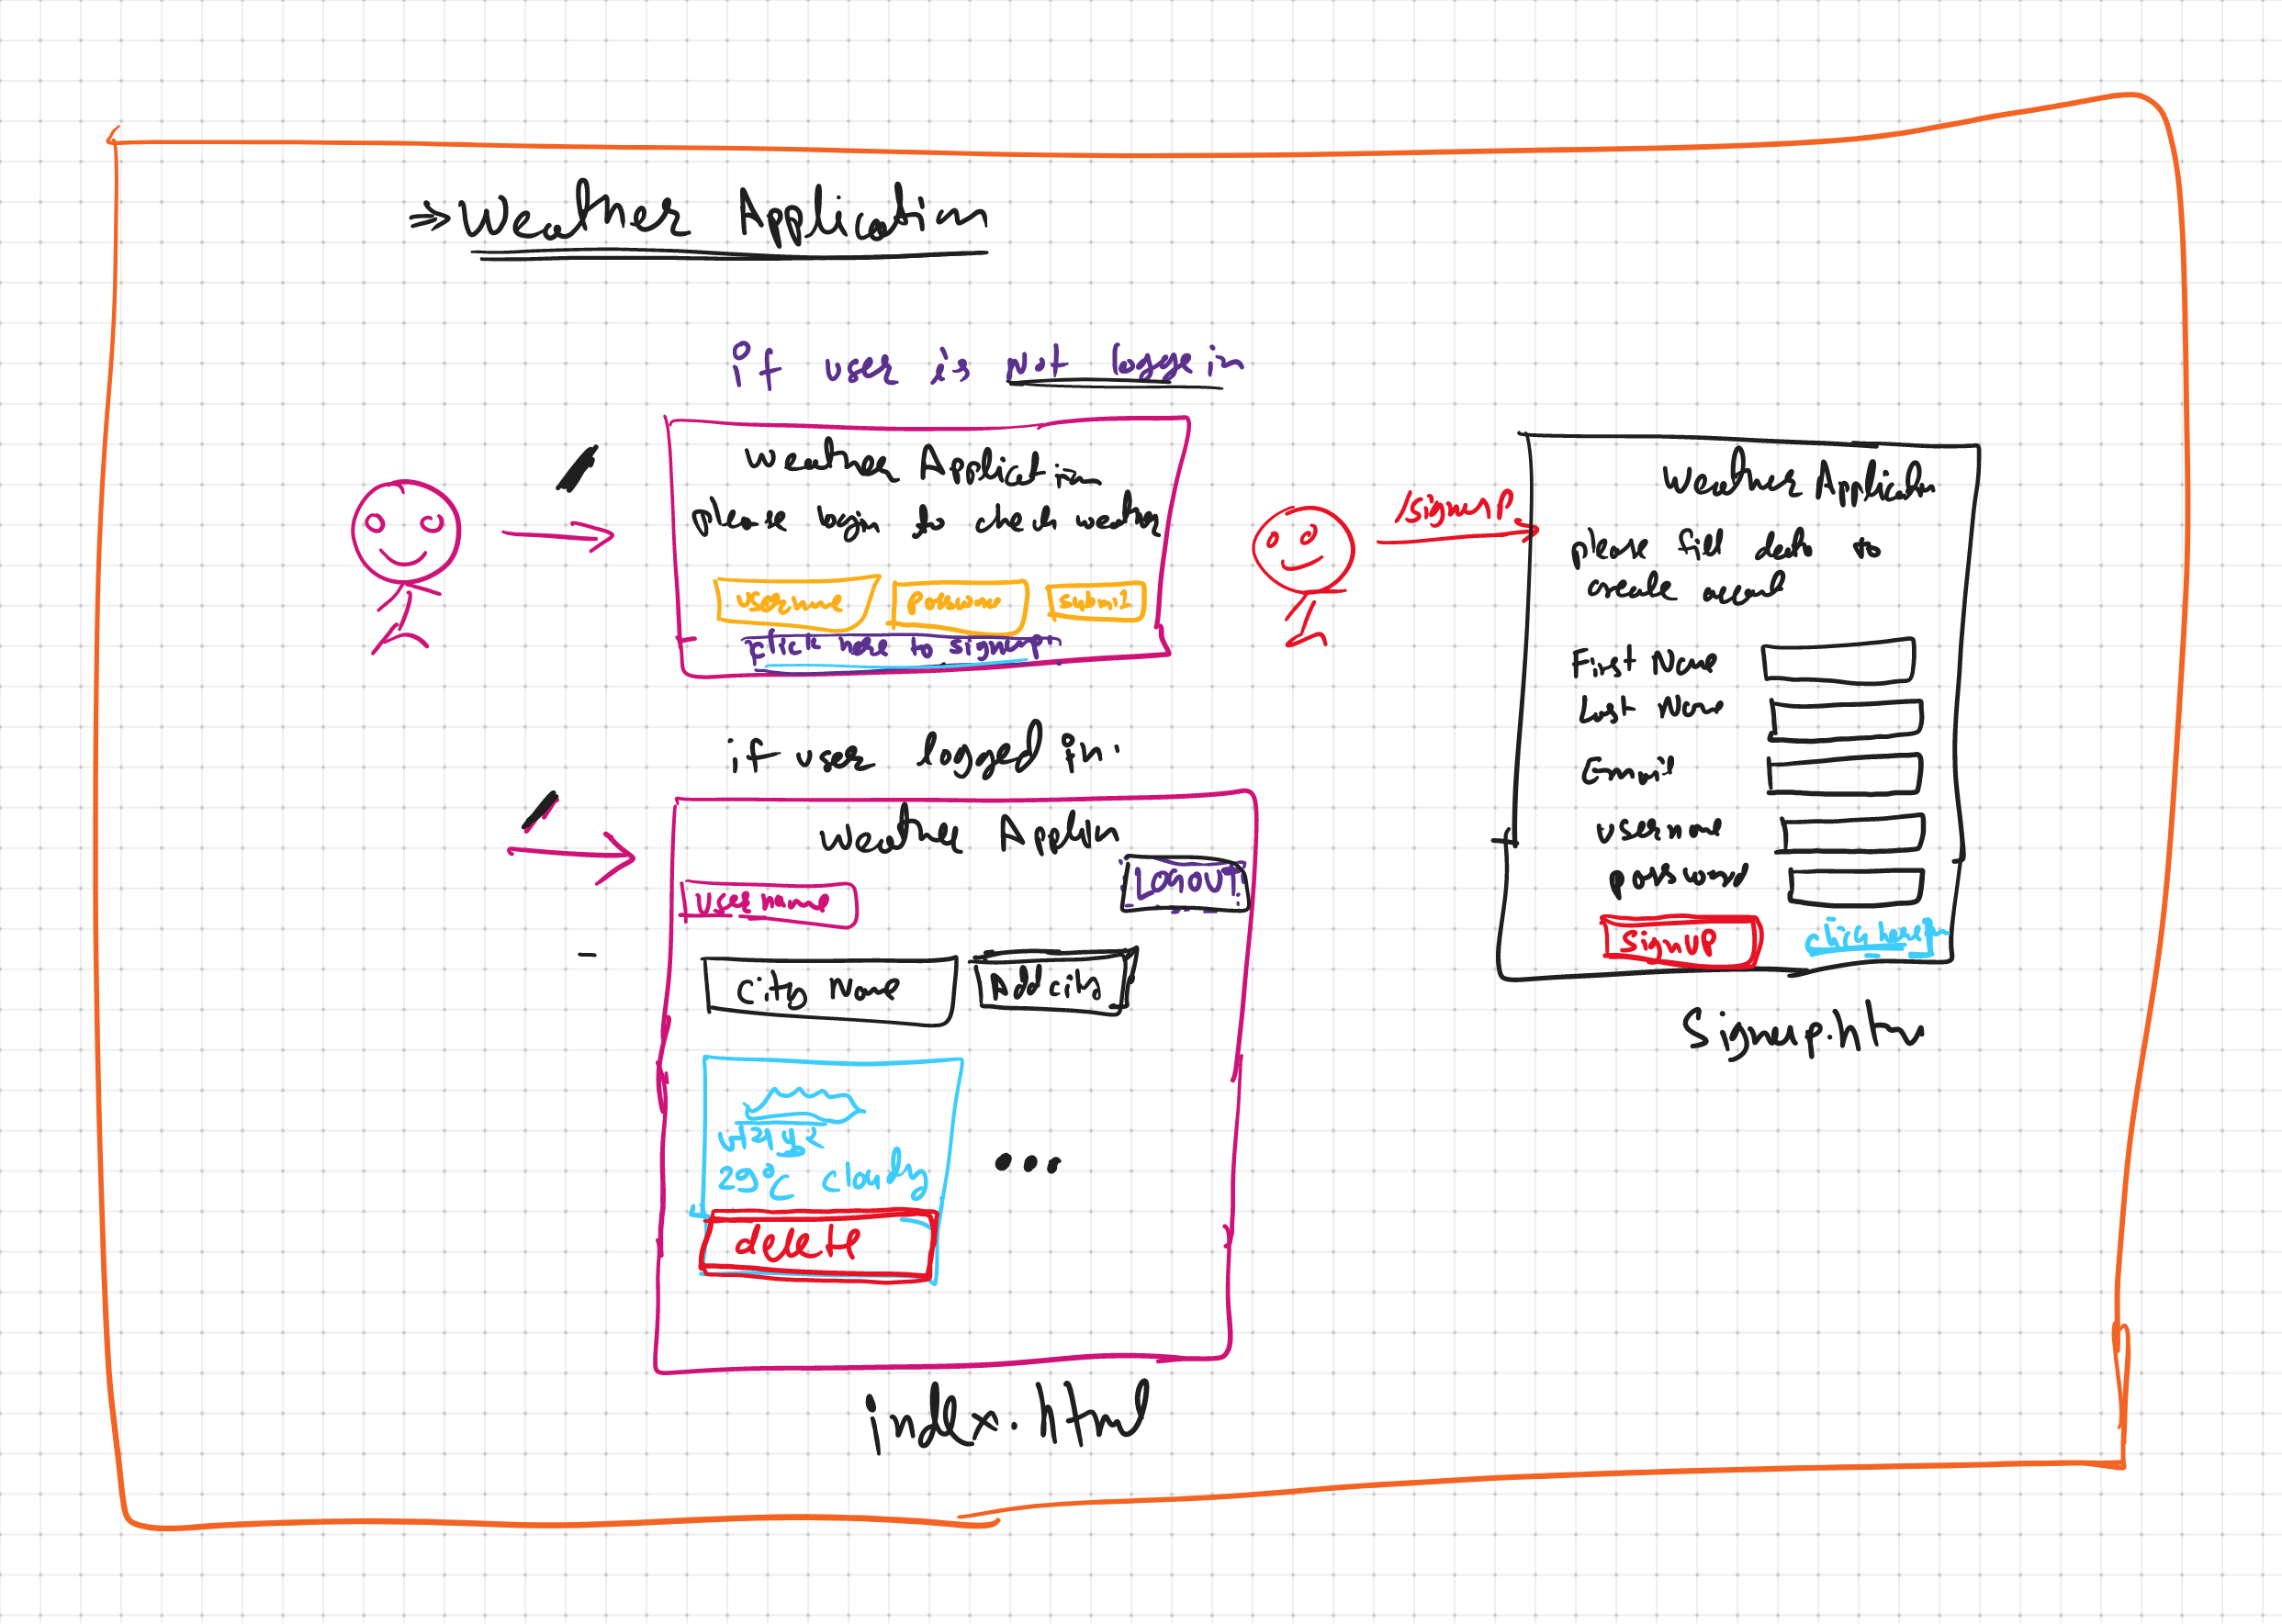 ⇒ Weather Application
if user is Not logge in
/
Weather Application
please login to check weather
username password submit
click here to signup
/signup
Weather Application
please fill data to
create accout
First Name
Last Name
Email
username
password
SignUP click here
Signup.htm
if user logged in.
/
Weather
User name
LOGOUT
City Name Add city
29°C cloudy
...
delete
index.html